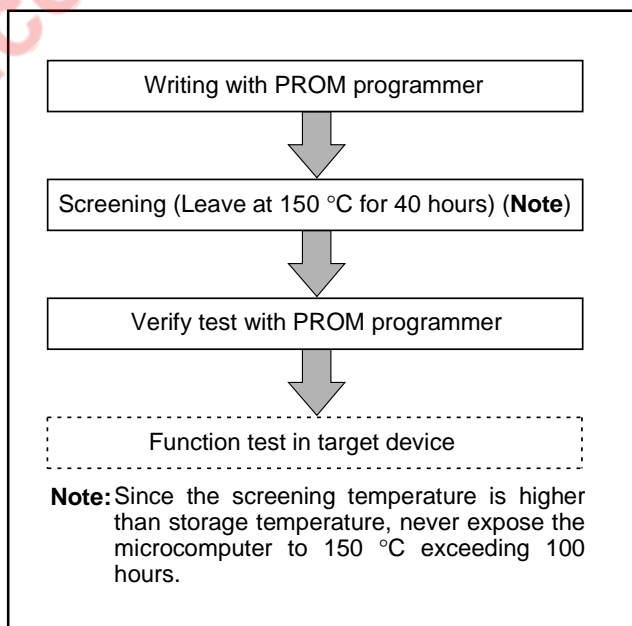 Writing with PROM programmer
Screening (Leave at 150 °C for 40 hours) (Note)
Verify test with PROM programmer
Function test in target device
Note: Since the screening temperature is higher
than storage temperature, never expose the
microcomputer to 150 °C exceeding 100
hours.